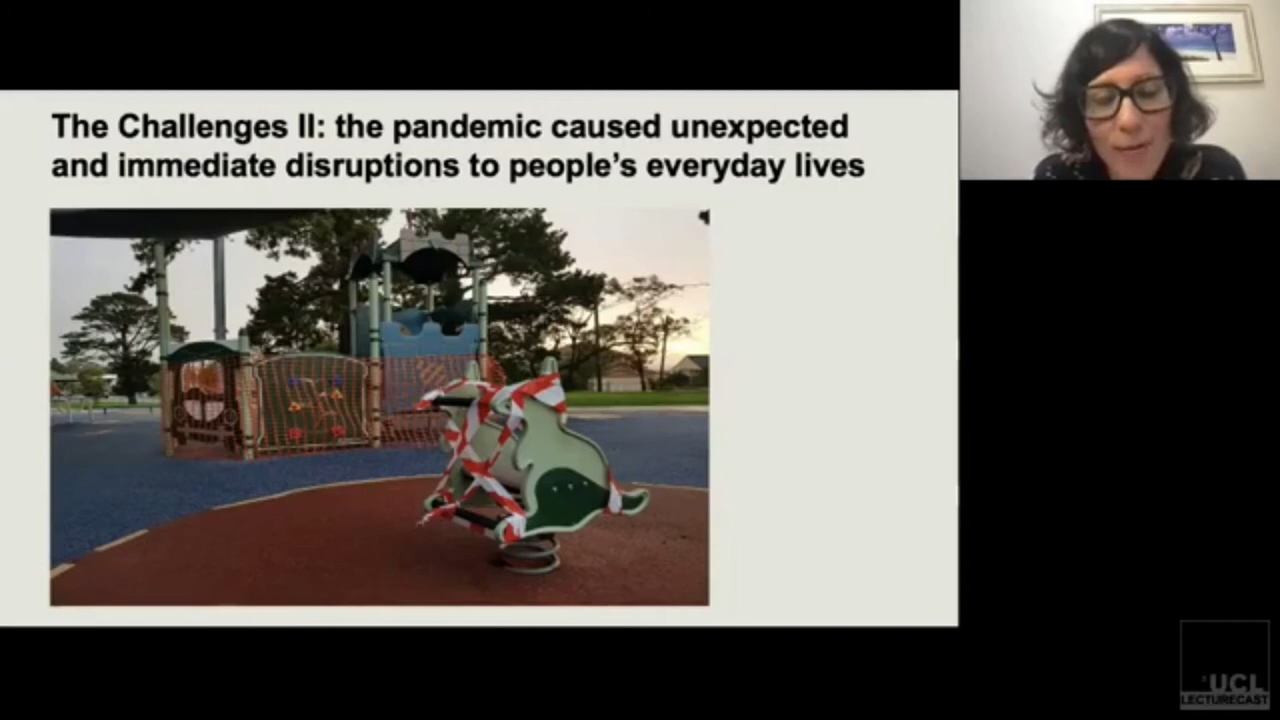 The Challenges II: the pandemic caused unexpected
and immediate disruptions to people's everyday lives
UCL
LECTURECAST